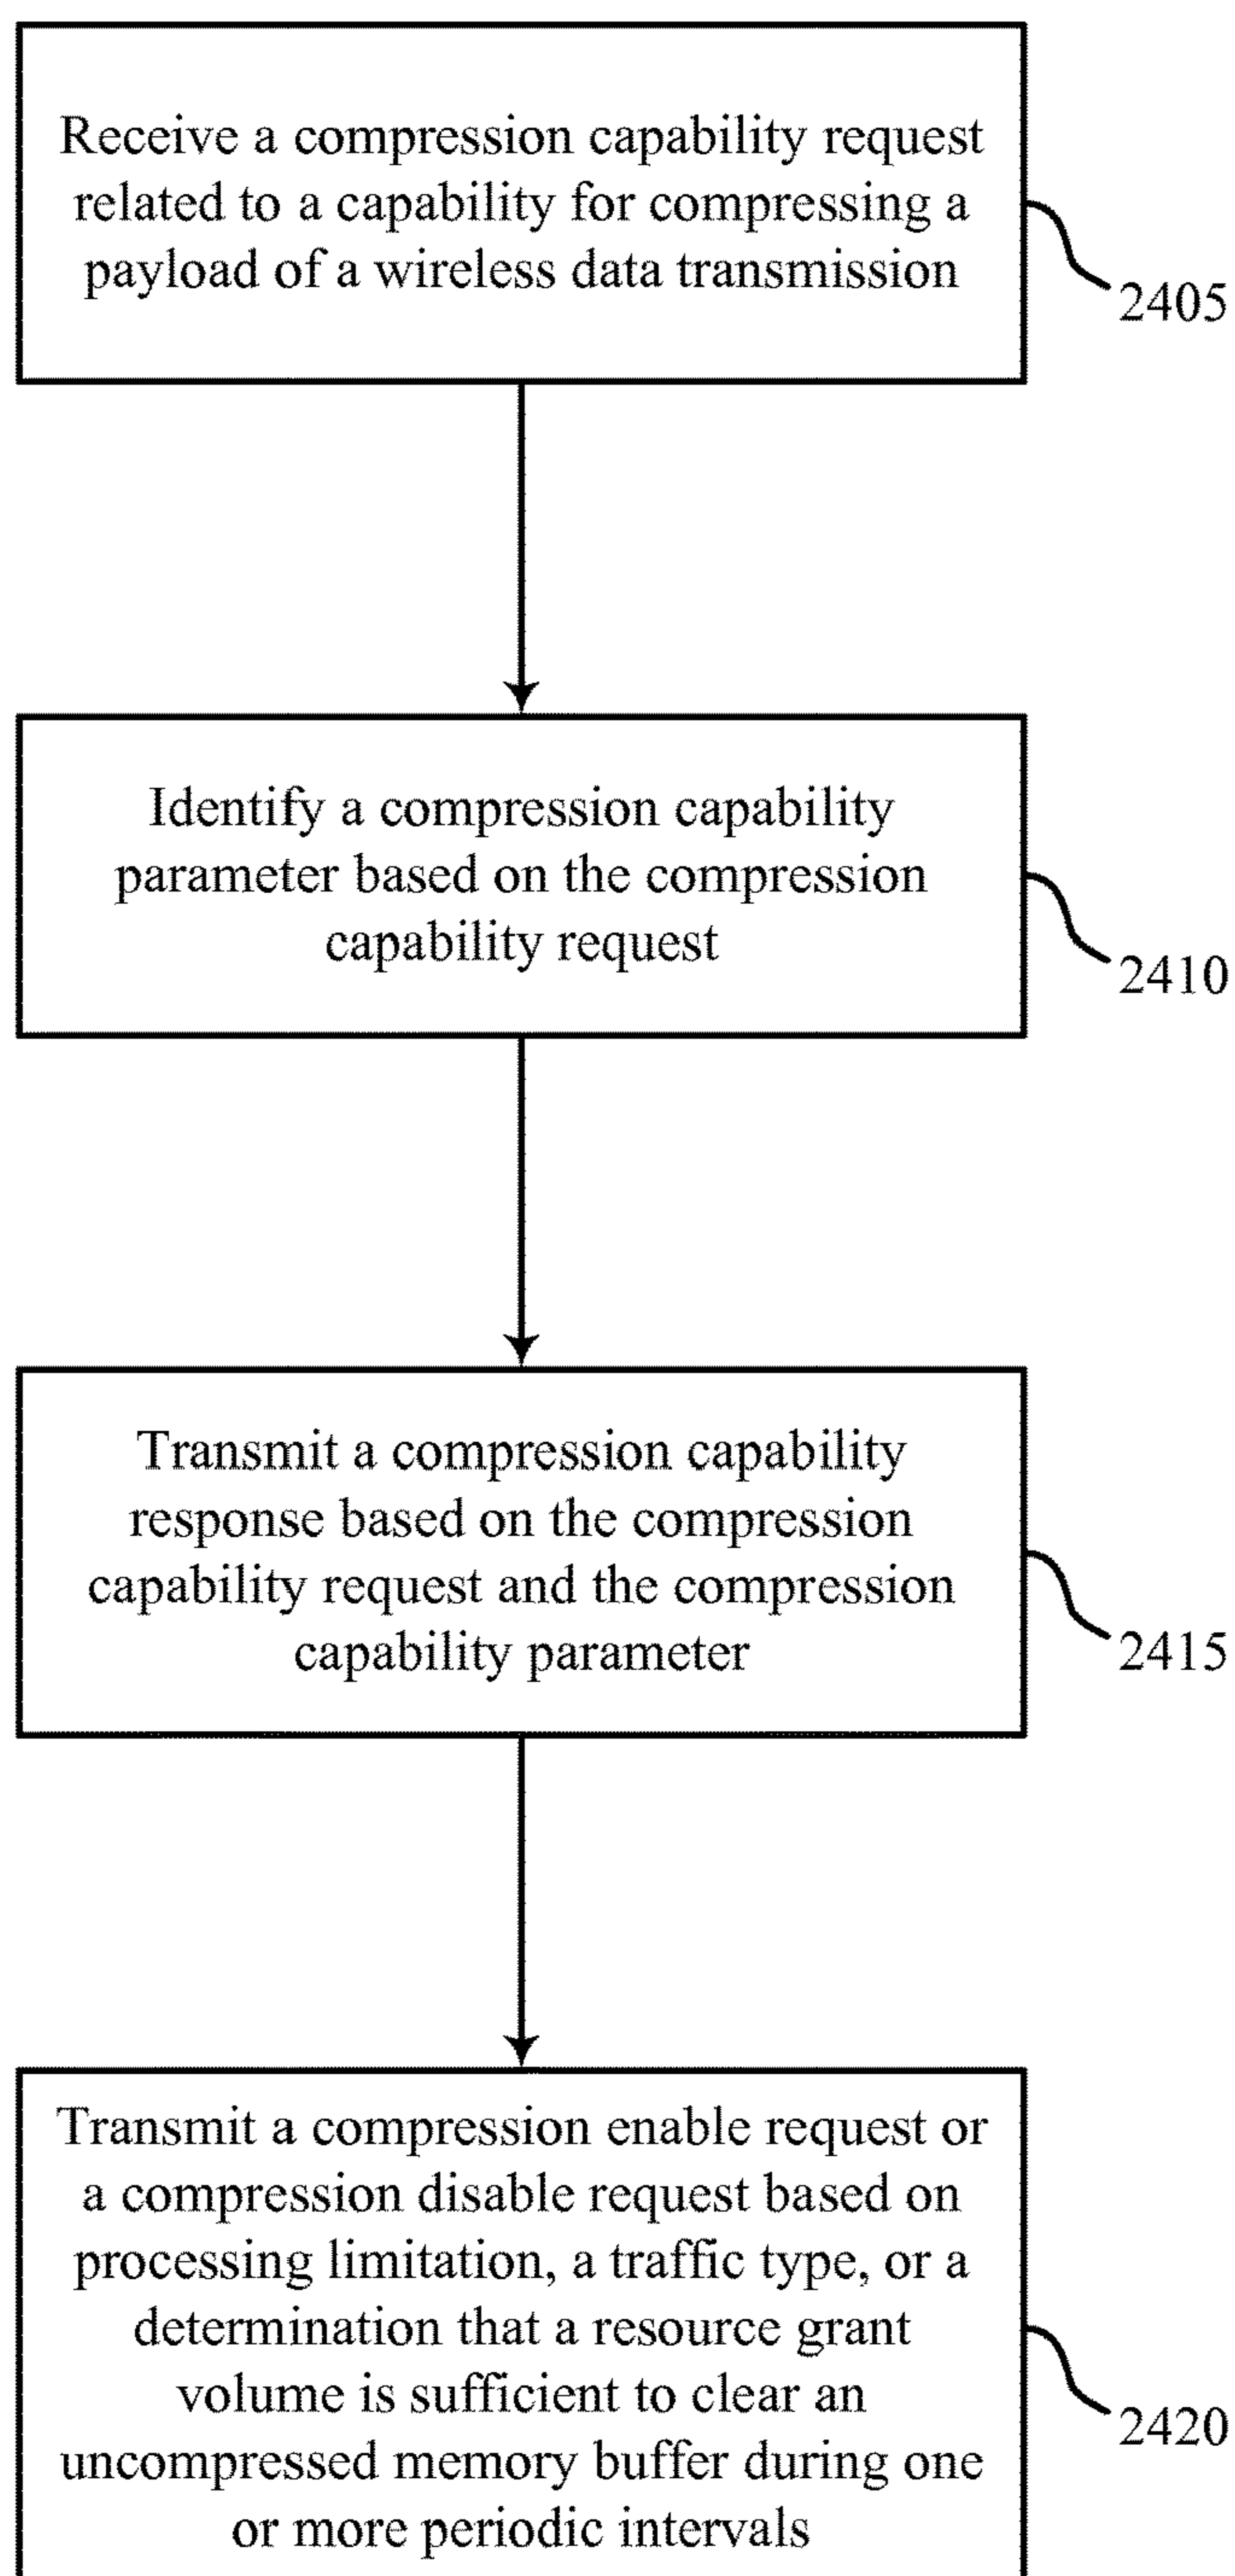 Receive a compression capability request
related to a capability for compressing a
payload of a wireless data transmission
2405
Identify a compression capability
parameter based on the compression
capability request
2410
Transmit a compression capability
response based on the compression
capability request and the compression
capability parameter
2415
Transmit a compression enable request or
a compression disable request based on
processing limitation, a traffic type, or a
determination that a resource grant
volume is sufficient to clear an
uncompressed memory buffer during one
or more periodic intervals
2420